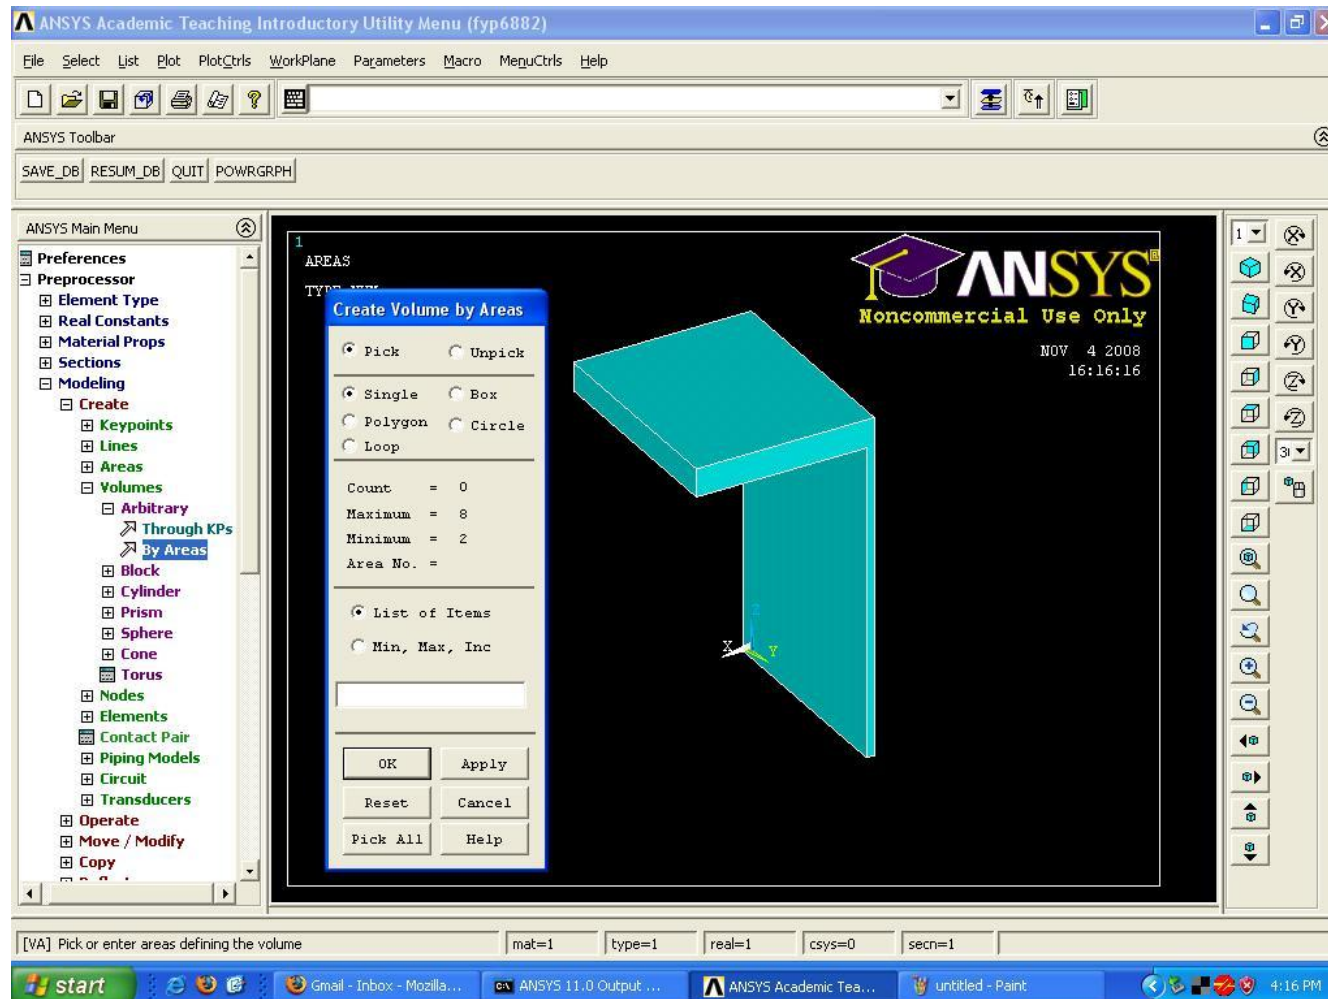 ANSYS Academic Teaching Introductory Utility Menu (fyp6882)
File Select List Plot PlotCtrls WorkPlane Parameters Macro MenuCtrls Help
ANSYS Toolbar
SAVE_DB RESUM_DB QUIT POWRGRPH
ANSYS Main Menu
Preferences
Preprocessor
Element Type
Real Constants
Material Props
Sections
Modeling
Create
Keypoints
Lines
Areas
Volumes
Arbitrary
Through KPs
By Areas
Block
Cylinder
Prism
Sphere
Cone
Torus
Nodes
Elements
Contact Pair
Piping Models
Circuit
Transducers
Operate
Move / Modify
Copy
1
AREAS
ANSYS
Noncommercial Use Only
NOV 4 2008
16:16:16
Create Volume by Areas
Pick Unpick
Single Box
Polygon Circle
Loop
Count = 0
Maximum = 8
Minimum = 2
Area No. =
List of Items
Min, Max, Inc
OK Apply
Reset Cancel
Pick All Help
Z
X Y
1
[VA] Pick or enter areas defining the volume
mat=1 type=1 real=1 csys=0 secn=1
start
Gmail - Inbox - Mozilla...
ANSYS 11.0 Output ...
ANSYS Academic Tea...
untitled - Paint
4:16 PM